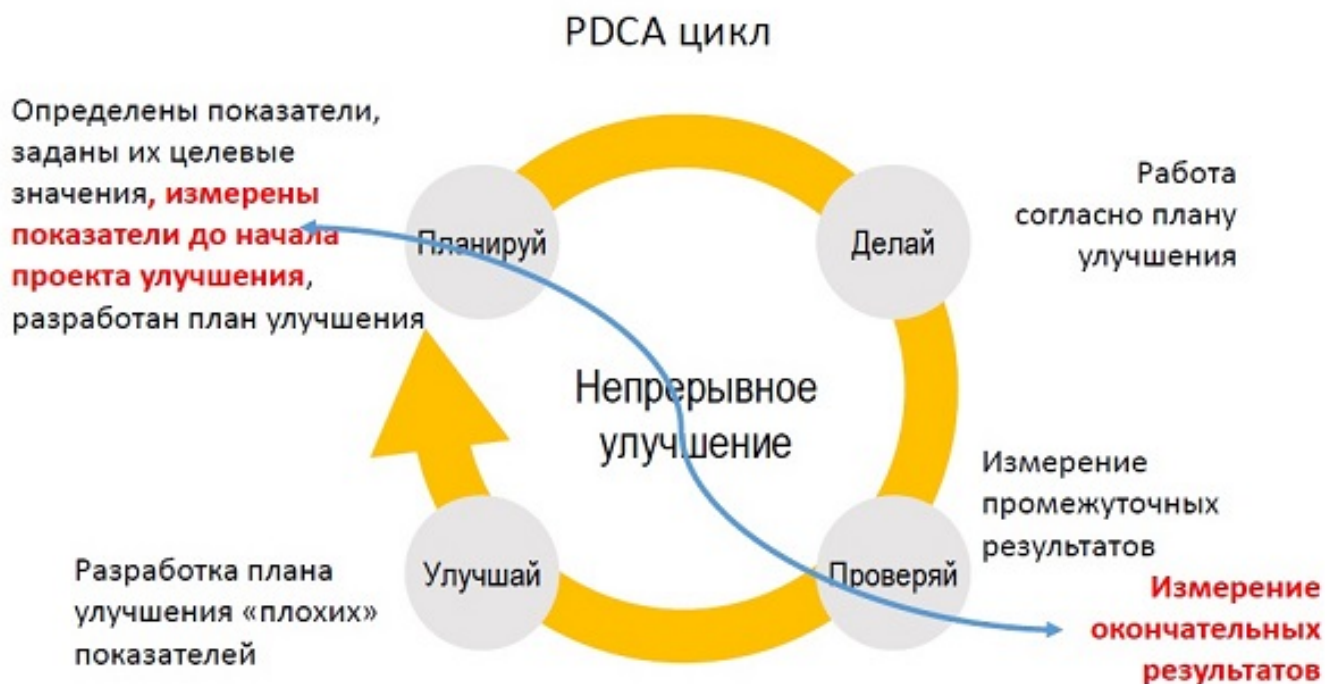 PDCA цикл
Определены показатели,
заданы их целевые
значения, измерены
показатели до начала
проекта улучшения,
разработан план улучшения
Планируй
Делай
Работа
согласно плану
улучшения
Непрерывное
улучшение
Измерение
промежуточных
результатов
Улучшай
Проверяй
Разработка плана
улучшения «плохих»
показателей
Измерение
окончательных
результатов